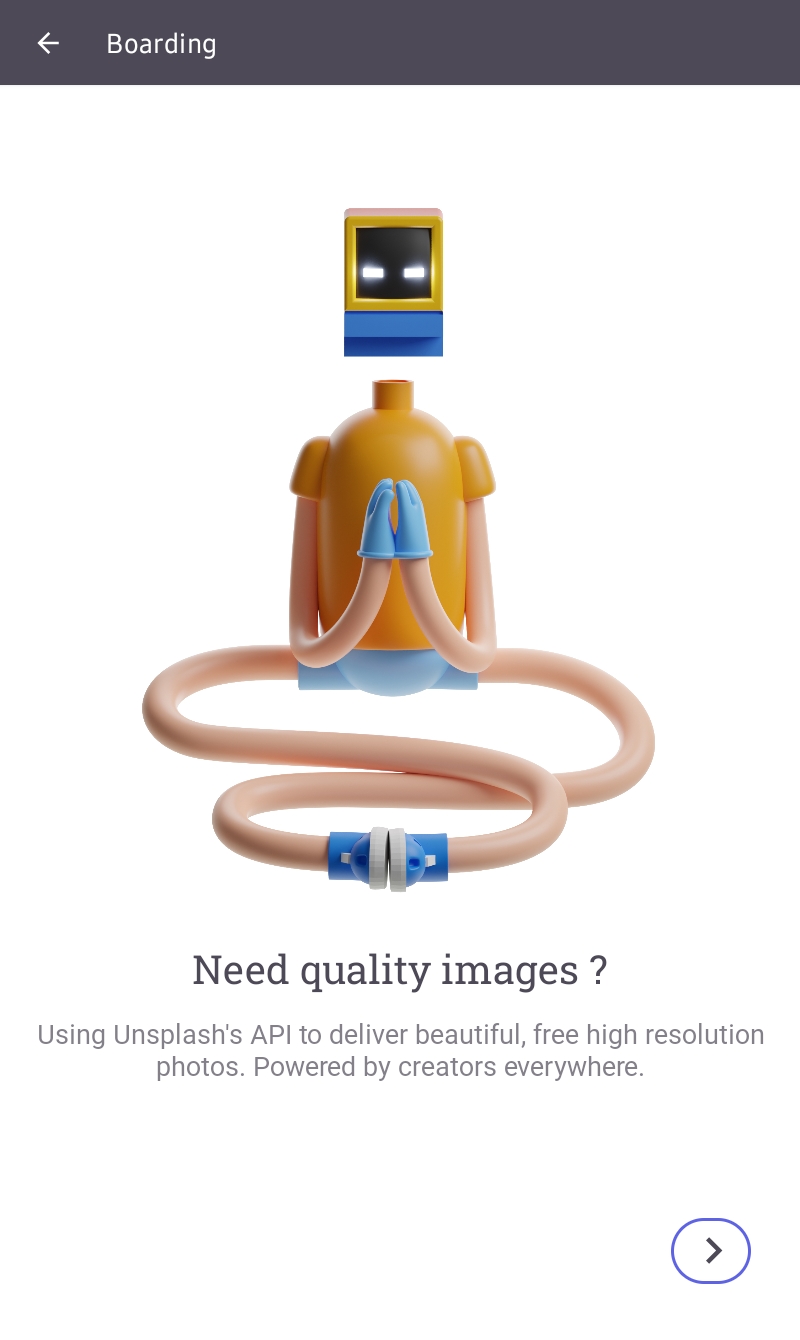 Boarding
Need quality images ?
Using Unsplash's API to deliver beautiful, free high resolution
photos. Powered by creators everywhere.